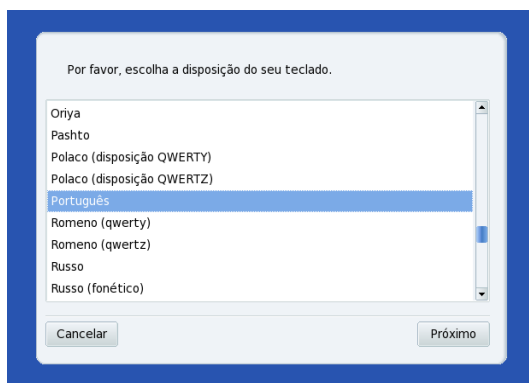 Por favor, escolha a disposição do seu teclado.
Oriya
Pashto
Polaco (disposição QWERTY)
Polaco (disposição QWERTZ)
Português
Romeno (qwerty)
Romeno (qwertz)
Russo
Russo (fonético)
Cancelar
Próximo